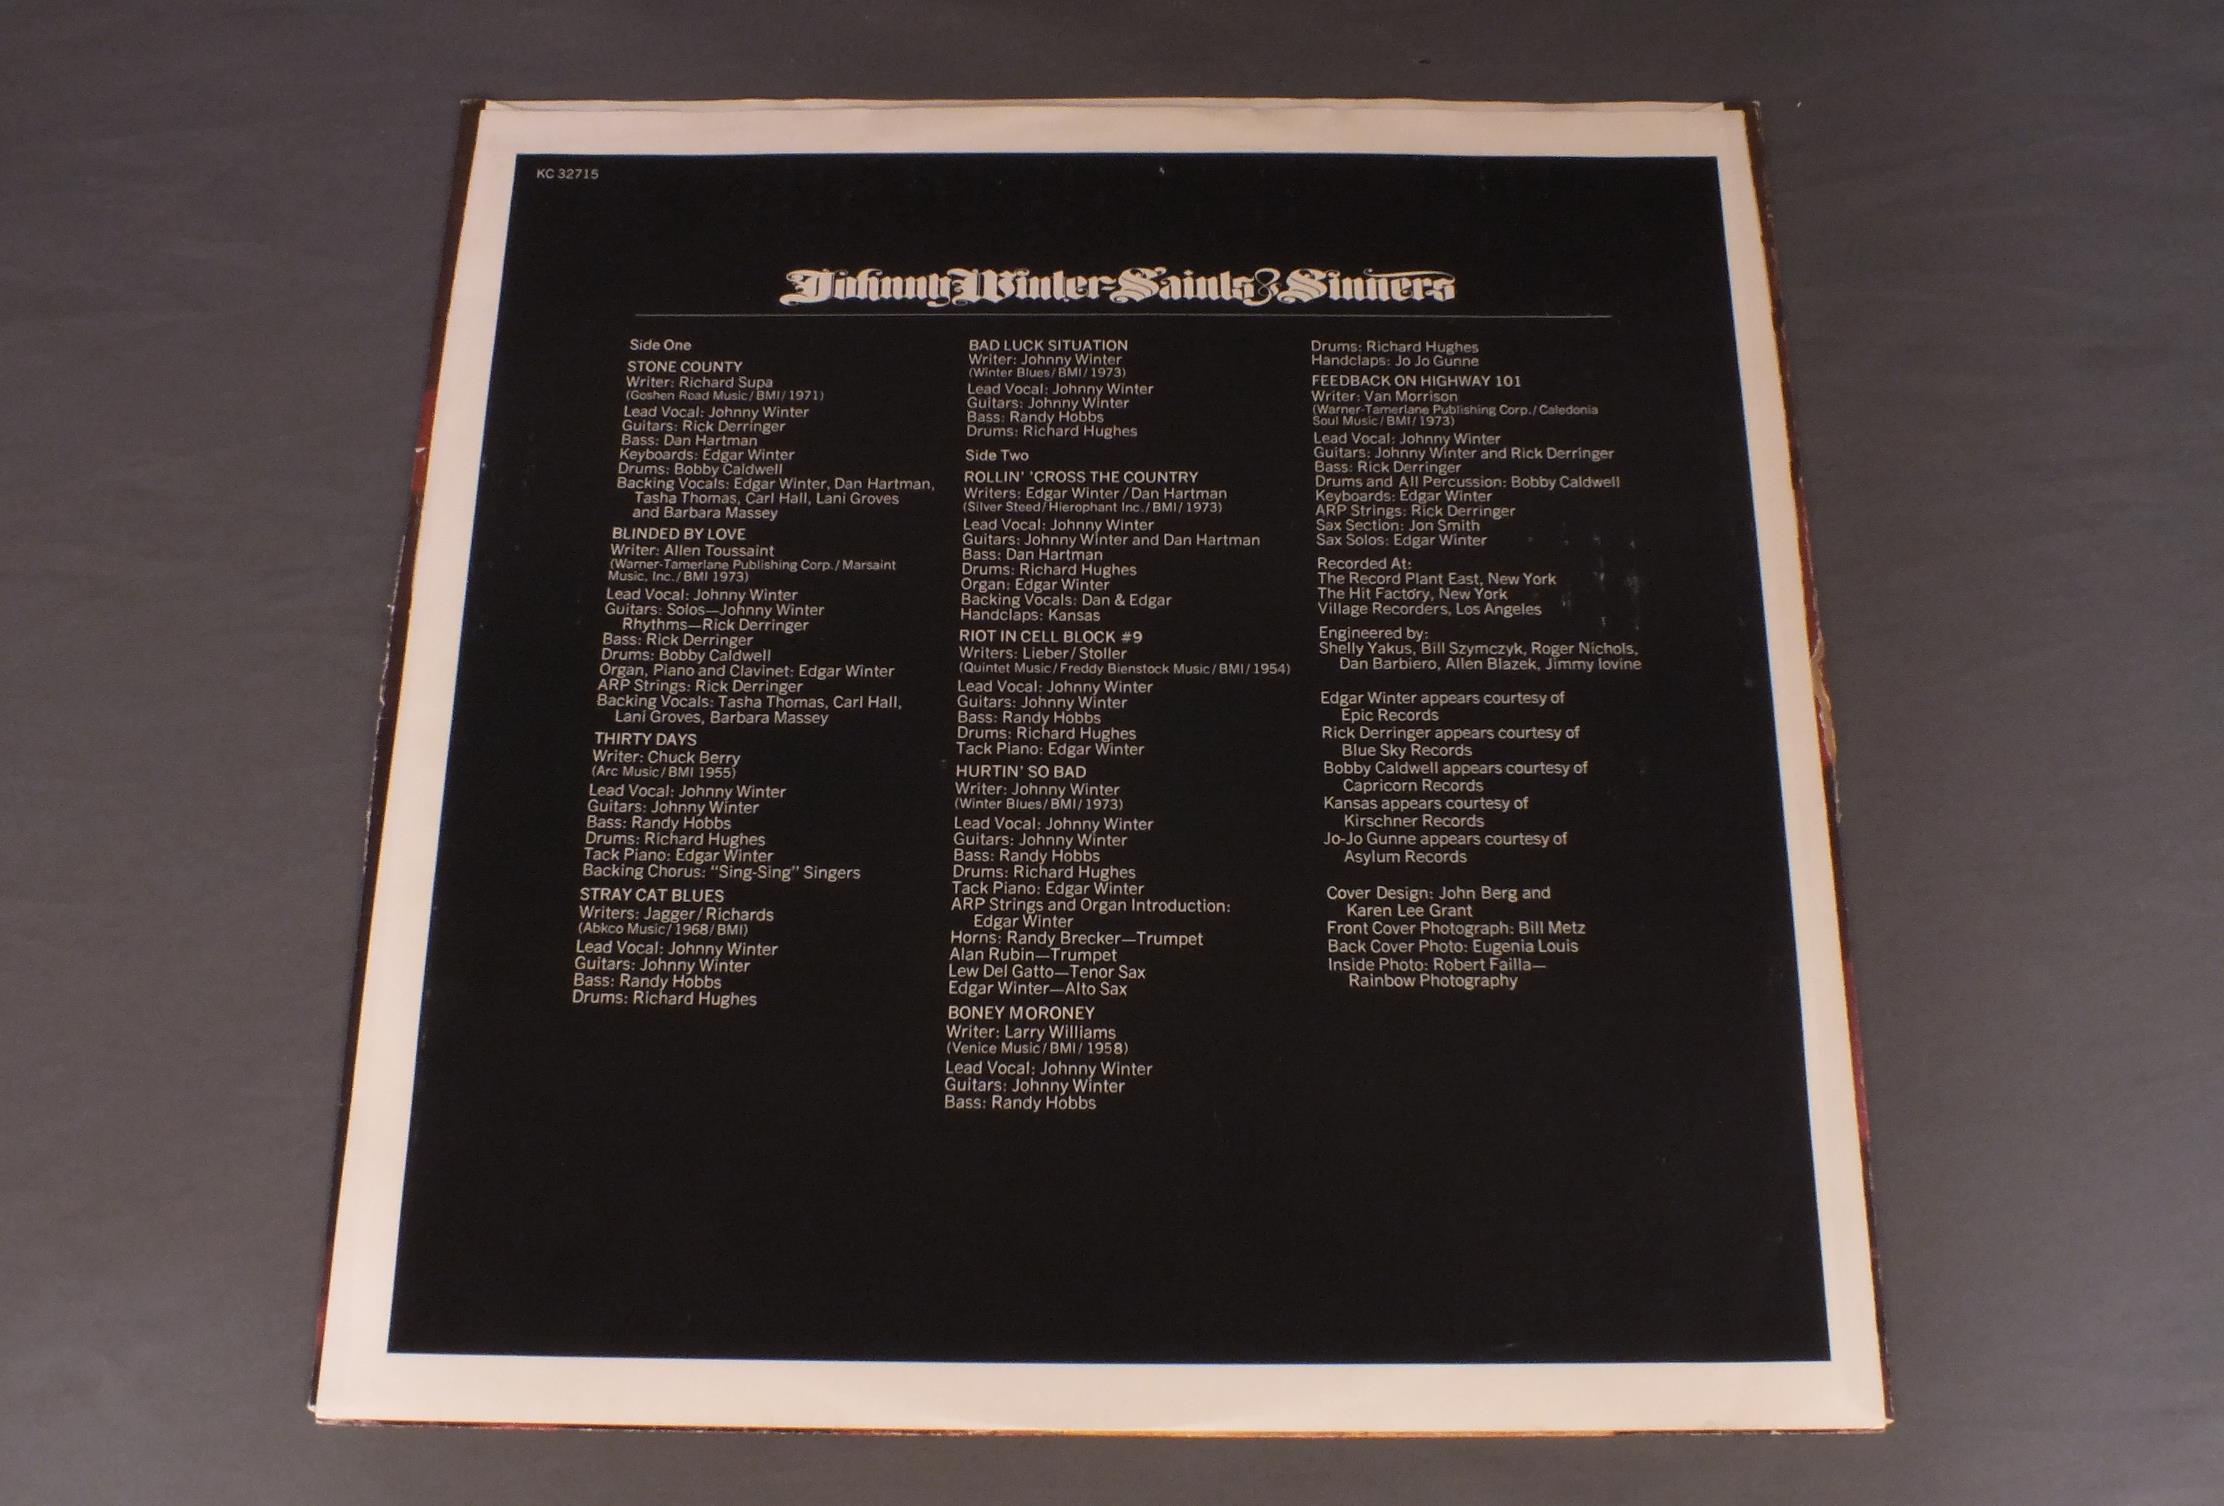 KC 32715
Johnny Winter-Saints & Sinners
Side One
STONE COUNTY
Writer: Richard Supa
(Goshen Road Music/BMI/1971)
Lead Vocal: Johnny Winter
Guitars: Rick Derringer
Bass: Dan Hartman
Keyboards: Edgar Winter
Drums: Bobby Caldwell
Backing Vocals: Edgar Winter, Dan Hartman,
Tasha Thomas, Carl Hall, Lani Groves
and Barbara Massey
BLINDED BY LOVE
Writer: Allen Toussaint
(Warner-Tamerlane Publishing Corp./Marsaint
Music, Inc./BMI 1973)
Lead Vocal: Johnny Winter
Guitars: Solos—Johnny Winter
Rhythms—Rick Derringer
Bass: Rick Derringer
Drums: Bobby Caldwell
Organ, Piano and Clavinet: Edgar Winter
ARP Strings: Rick Derringer
Backing Vocals: Tasha Thomas, Carl Hall,
Lani Groves, Barbara Massey
THIRTY DAYS
Writer: Chuck Berry
(Arc Music/BMI 1955)
Lead Vocal: Johnny Winter
Guitars: Johnny Winter
Bass: Randy Hobbs
Drums: Richard Hughes
Tack Piano: Edgar Winter
Backing Chorus: "Sing-Sing" Singers
STRAY CAT BLUES
Writers: Jagger/Richards
(Abkco Music/1968/BMI)
Lead Vocal: Johnny Winter
Guitars: Johnny Winter
Bass: Randy Hobbs
Drums: Richard Hughes
BAD LUCK SITUATION
Writer: Johnny Winter
(Winter Blues/BMI/1973)
Lead Vocal: Johnny Winter
Guitars: Johnny Winter
Bass: Randy Hobbs
Drums: Richard Hughes
Side Two
ROLLIN' 'CROSS THE COUNTRY
Writers: Edgar Winter/Dan Hartman
(Silver Steed/Hierophant Inc./BMI/1973)
Lead Vocal: Johnny Winter
Guitars: Johnny Winter and Dan Hartman
Bass: Dan Hartman
Drums: Richard Hughes
Organ: Edgar Winter
Backing Vocals: Dan & Edgar
Handclaps: Kansas
RIOT IN CELL BLOCK #9
Writers: Lieber/Stoller
(Quintet Music/Freddy Bienstock Music/BMI/1954)
Lead Vocal: Johnny Winter
Guitars: Johnny Winter
Bass: Randy Hobbs
Drums: Richard Hughes
Tack Piano: Edgar Winter
HURTIN' SO BAD
Writer: Johnny Winter
(Winter Blues/BMI/1973)
Lead Vocal: Johnny Winter
Guitars: Johnny Winter
Bass: Randy Hobbs
Drums: Richard Hughes
Tack Piano: Edgar Winter
ARP Strings and Organ Introduction:
Edgar Winter
Horns: Randy Brecker—Trumpet
Alan Rubin—Trumpet
Lew Del Gatto—Tenor Sax
Edgar Winter—Alto Sax
BONEY MORONEY
Writer: Larry Williams
(Venice Music/BMI/1958)
Lead Vocal: Johnny Winter
Guitars: Johnny Winter
Bass: Randy Hobbs
Drums: Richard Hughes
Handclaps: Jo Jo Gunne
FEEDBACK ON HIGHWAY 101
Writer: Van Morrison
(Warner-Tamerlane Publishing Corp./Caledonia
Soul Music/BMI/1973)
Lead Vocal: Johnny Winter
Guitars: Johnny Winter and Rick Derringer
Bass: Rick Derringer
Drums and All Percussion: Bobby Caldwell
Keyboards: Edgar Winter
ARP Strings: Rick Derringer
Sax Section: Jon Smith
Sax Solos: Edgar Winter
Recorded At:
The Record Plant East, New York
The Hit Factory, New York
Village Recorders, Los Angeles
Engineered by:
Shelly Yakus, Bill Szymczyk, Roger Nichols,
Dan Barbiero, Allen Blazek, Jimmy Iovine
Edgar Winter appears courtesy of
Epic Records
Rick Derringer appears courtesy of
Blue Sky Records
Bobby Caldwell appears courtesy of
Capricorn Records
Kansas appears courtesy of
Kirschner Records
Jo-Jo Gunne appears courtesy of
Asylum Records
Cover Design: John Berg and
Karen Lee Grant
Front Cover Photograph: Bill Metz
Back Cover Photo: Eugenia Louis
Inside Photo: Robert Failla—
Rainbow Photography